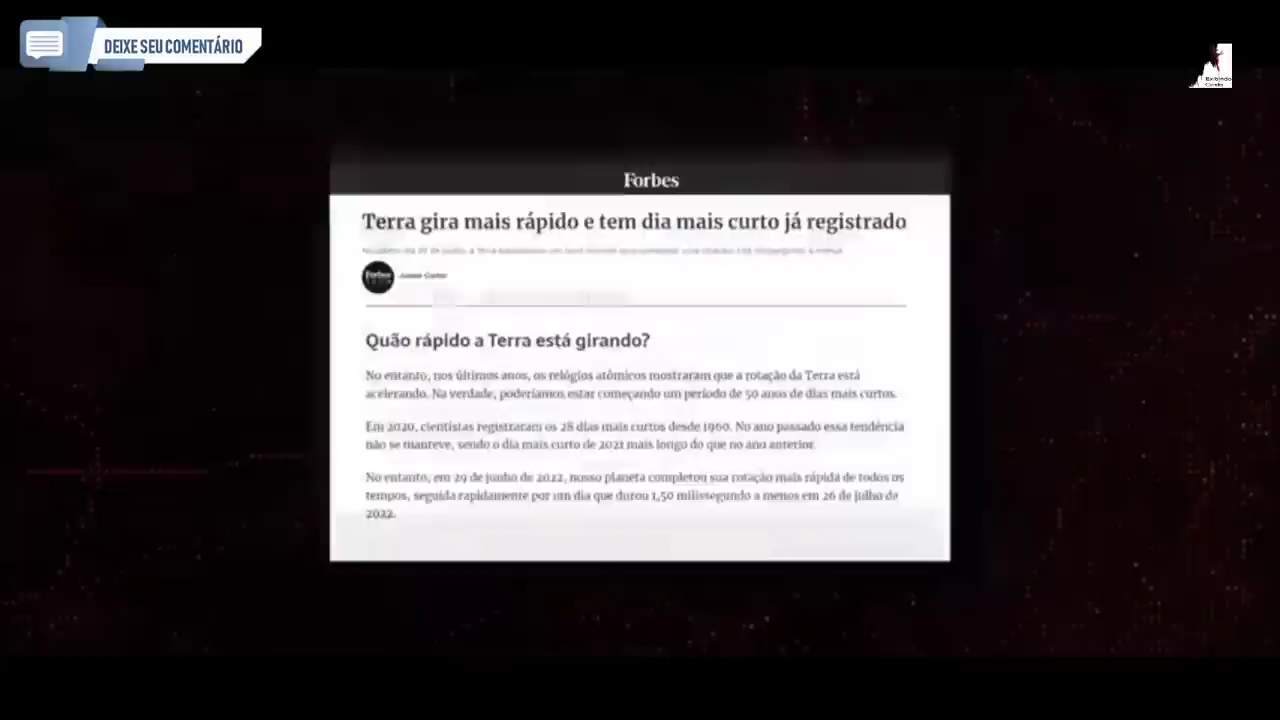 DEIXE SEU COMENTÁRIO
Exibindo
Cristo
Forbes
Terra gira mais rápido e tem dia mais curto já registrado
Forbes
Quão rápido a Terra está girando?
No entanto, nos últimos anos, os relógios atômicos mostraram que a rotação da Terra está
acelerando. Na verdade, poderíamos estar começando um período de 50 anos de dias mais curtos.
Em 2020, cientistas registraram os 28 dias mais curtos desde 1960. No ano passado essa tendência
não se manteve, sendo o dia mais curto de 2021 mais longo do que no ano anterior.
No entanto, em 29 de junho de 2022, nosso planeta completou sua rotação mais rápida de todos os
tempos, seguida rapidamente por um dia que durou 1,50 milissegundo a menos em 26 de julho de
2022.